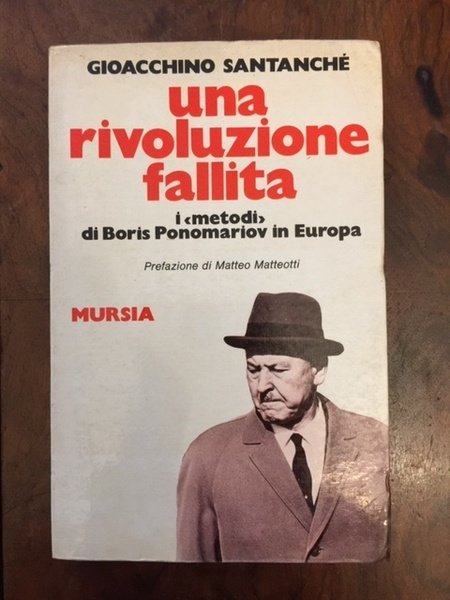 GIOACCHINO SANTANCHÉ
una
rivoluzione
fallita
i ‹metodi›
di Boris Ponomariov in Europa
Prefazione di Matteo Matteotti
MURSIA